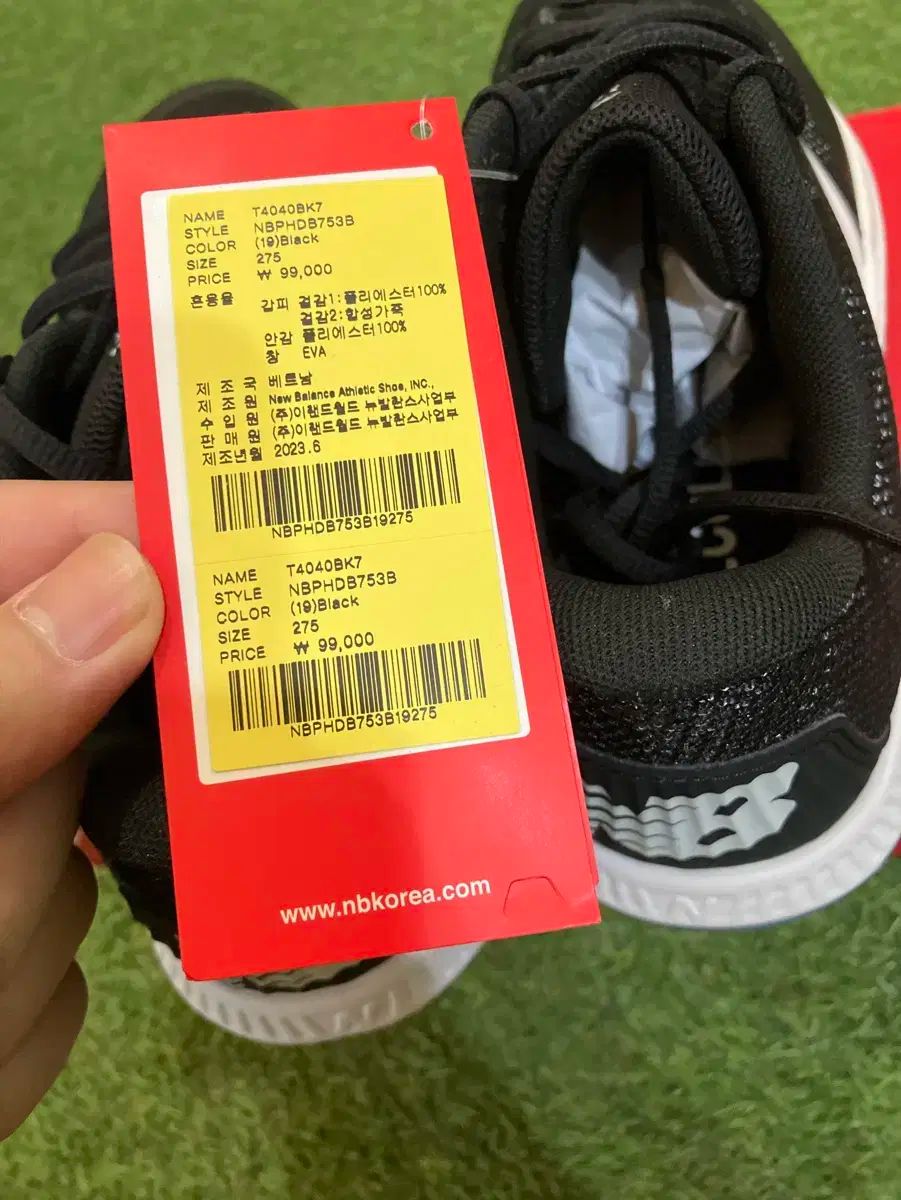 NAME T4040BK7
STYLE NBPHDB753B
COLOR (19)Black
SIZE 275
PRICE ₩ 99,000
혼용율 갑피 겉감1:폴리에스터100%
겉감2:합성가죽
안감 폴리에스터100%
창 EVA
제조국 베트남
제조원 New Balance Athletic Shoe, INC.,
수입원 (주)이랜드월드 뉴발란스사업부
판매원 (주)이랜드월드 뉴발란스사업부
제조년월 2023.6
NBPHDB753B19275
NAME T4040BK7
STYLE NBPHDB753B
COLOR (19)Black
SIZE 275
PRICE ₩ 99,000
NBPHDB753B19275
www.nbkorea.com